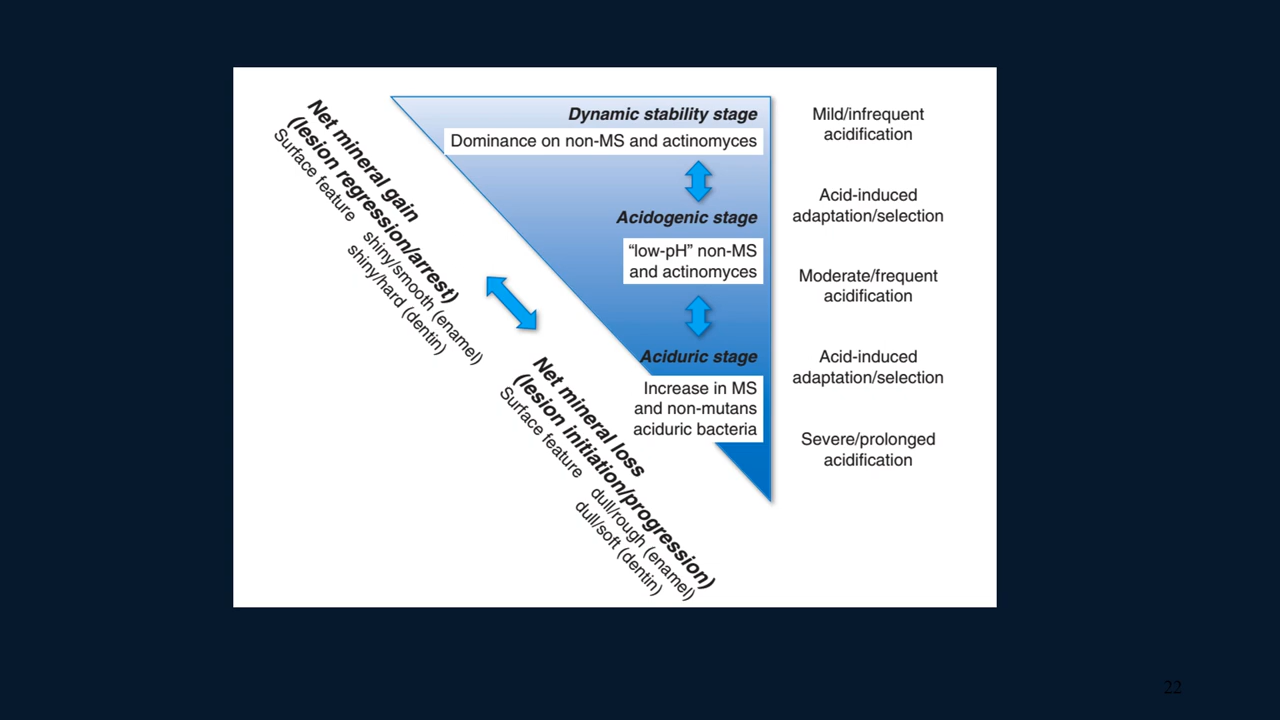 Dynamic stability stage
Dominance on non-MS and actinomyces
Acidogenic stage
“low-pH” non-MS
and actinomyces
Aciduric stage
Increase in MS
and non-mutans
aciduric bacteria
Mild/infrequent
acidification
Acid-induced
adaptation/selection
Moderate/frequent
acidification
Acid-induced
adaptation/selection
Severe/prolonged
acidification
Net mineral gain
(lesion regression/arrest)
Surface feature shiny/smooth (enamel)
shiny/hard (dentin)
Net mineral loss
(lesion initiation/progression)
Surface feature dull/rough (enamel)
dull/soft (dentin)
22